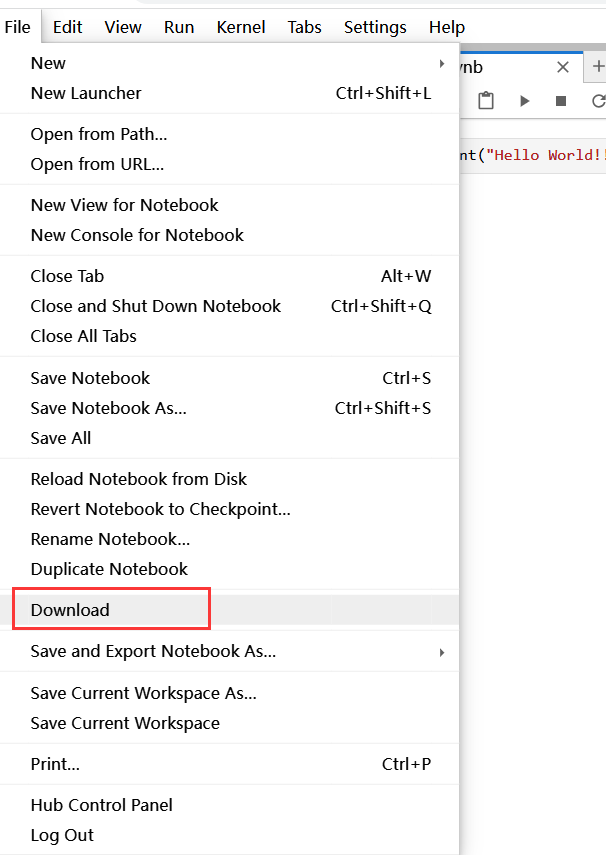 File Edit View Run Kernel Tabs Settings Help
New
New Launcher Ctrl+Shift+L
Open from Path...
Open from URL...
New View for Notebook
New Console for Notebook
Close Tab Alt+W
Close and Shut Down Notebook Ctrl+Shift+Q
Close All Tabs
Save Notebook Ctrl+S
Save Notebook As... Ctrl+Shift+S
Save All
Reload Notebook from Disk
Revert Notebook to Checkpoint...
Rename Notebook...
Duplicate Notebook
Download
Save and Export Notebook As...
Save Current Workspace As...
Save Current Workspace
Print... Ctrl+P
Hub Control Panel
Log Out
ynb
nt("Hello World!!